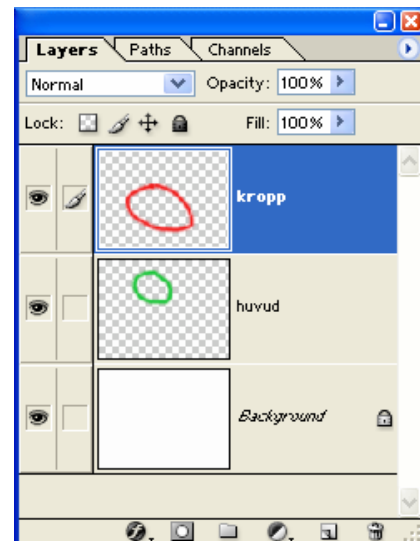 Layers Paths Channels
Normal Opacity: 100%
Lock: Fill: 100%
kropp
huvud
Background